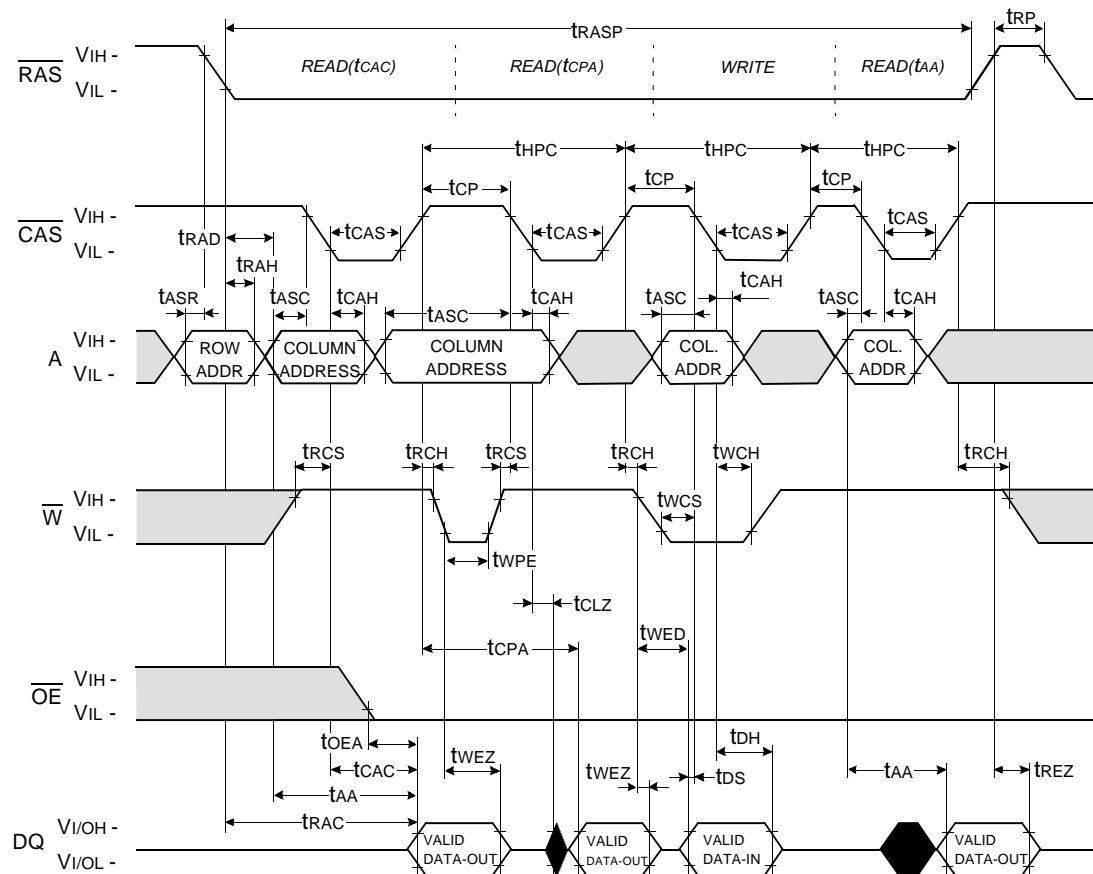 tRASP
tRP
RAS
VIH -
VIL -
READ(tCAC)
READ(tCPA)
WRITE
READ(tAA)
tHPC
tHPC
tHPC
tCP
tCP
tCP
CAS
VIH -
VIL -
tCAS
tCAS
tCAS
tCAS
tRAD
tRAH
tASR
tASC
tCAH
tASC
tCAH
tASC
tCAH
tASC
tCAH
A
VIH -
VIL -
ROW
ADDR
COLUMN
ADDRESS
COLUMN
ADDRESS
COL.
ADDR
COL.
ADDR
tRCS
tRCH
tRCS
tRCH
tWCH
tRCH
W
VIH -
VIL -
tWCS
tWPE
tCLZ
tWED
tCPA
OE
VIH -
VIL -
tOEA
tCAC
tAA
tRAC
tWEZ
tWEZ
tDH
tDS
tAA
tREZ
DQ
VI/OH -
VI/OL -
VALID
DATA-OUT
VALID
DATA-OUT
VALID
DATA-IN
VALID
DATA-OUT